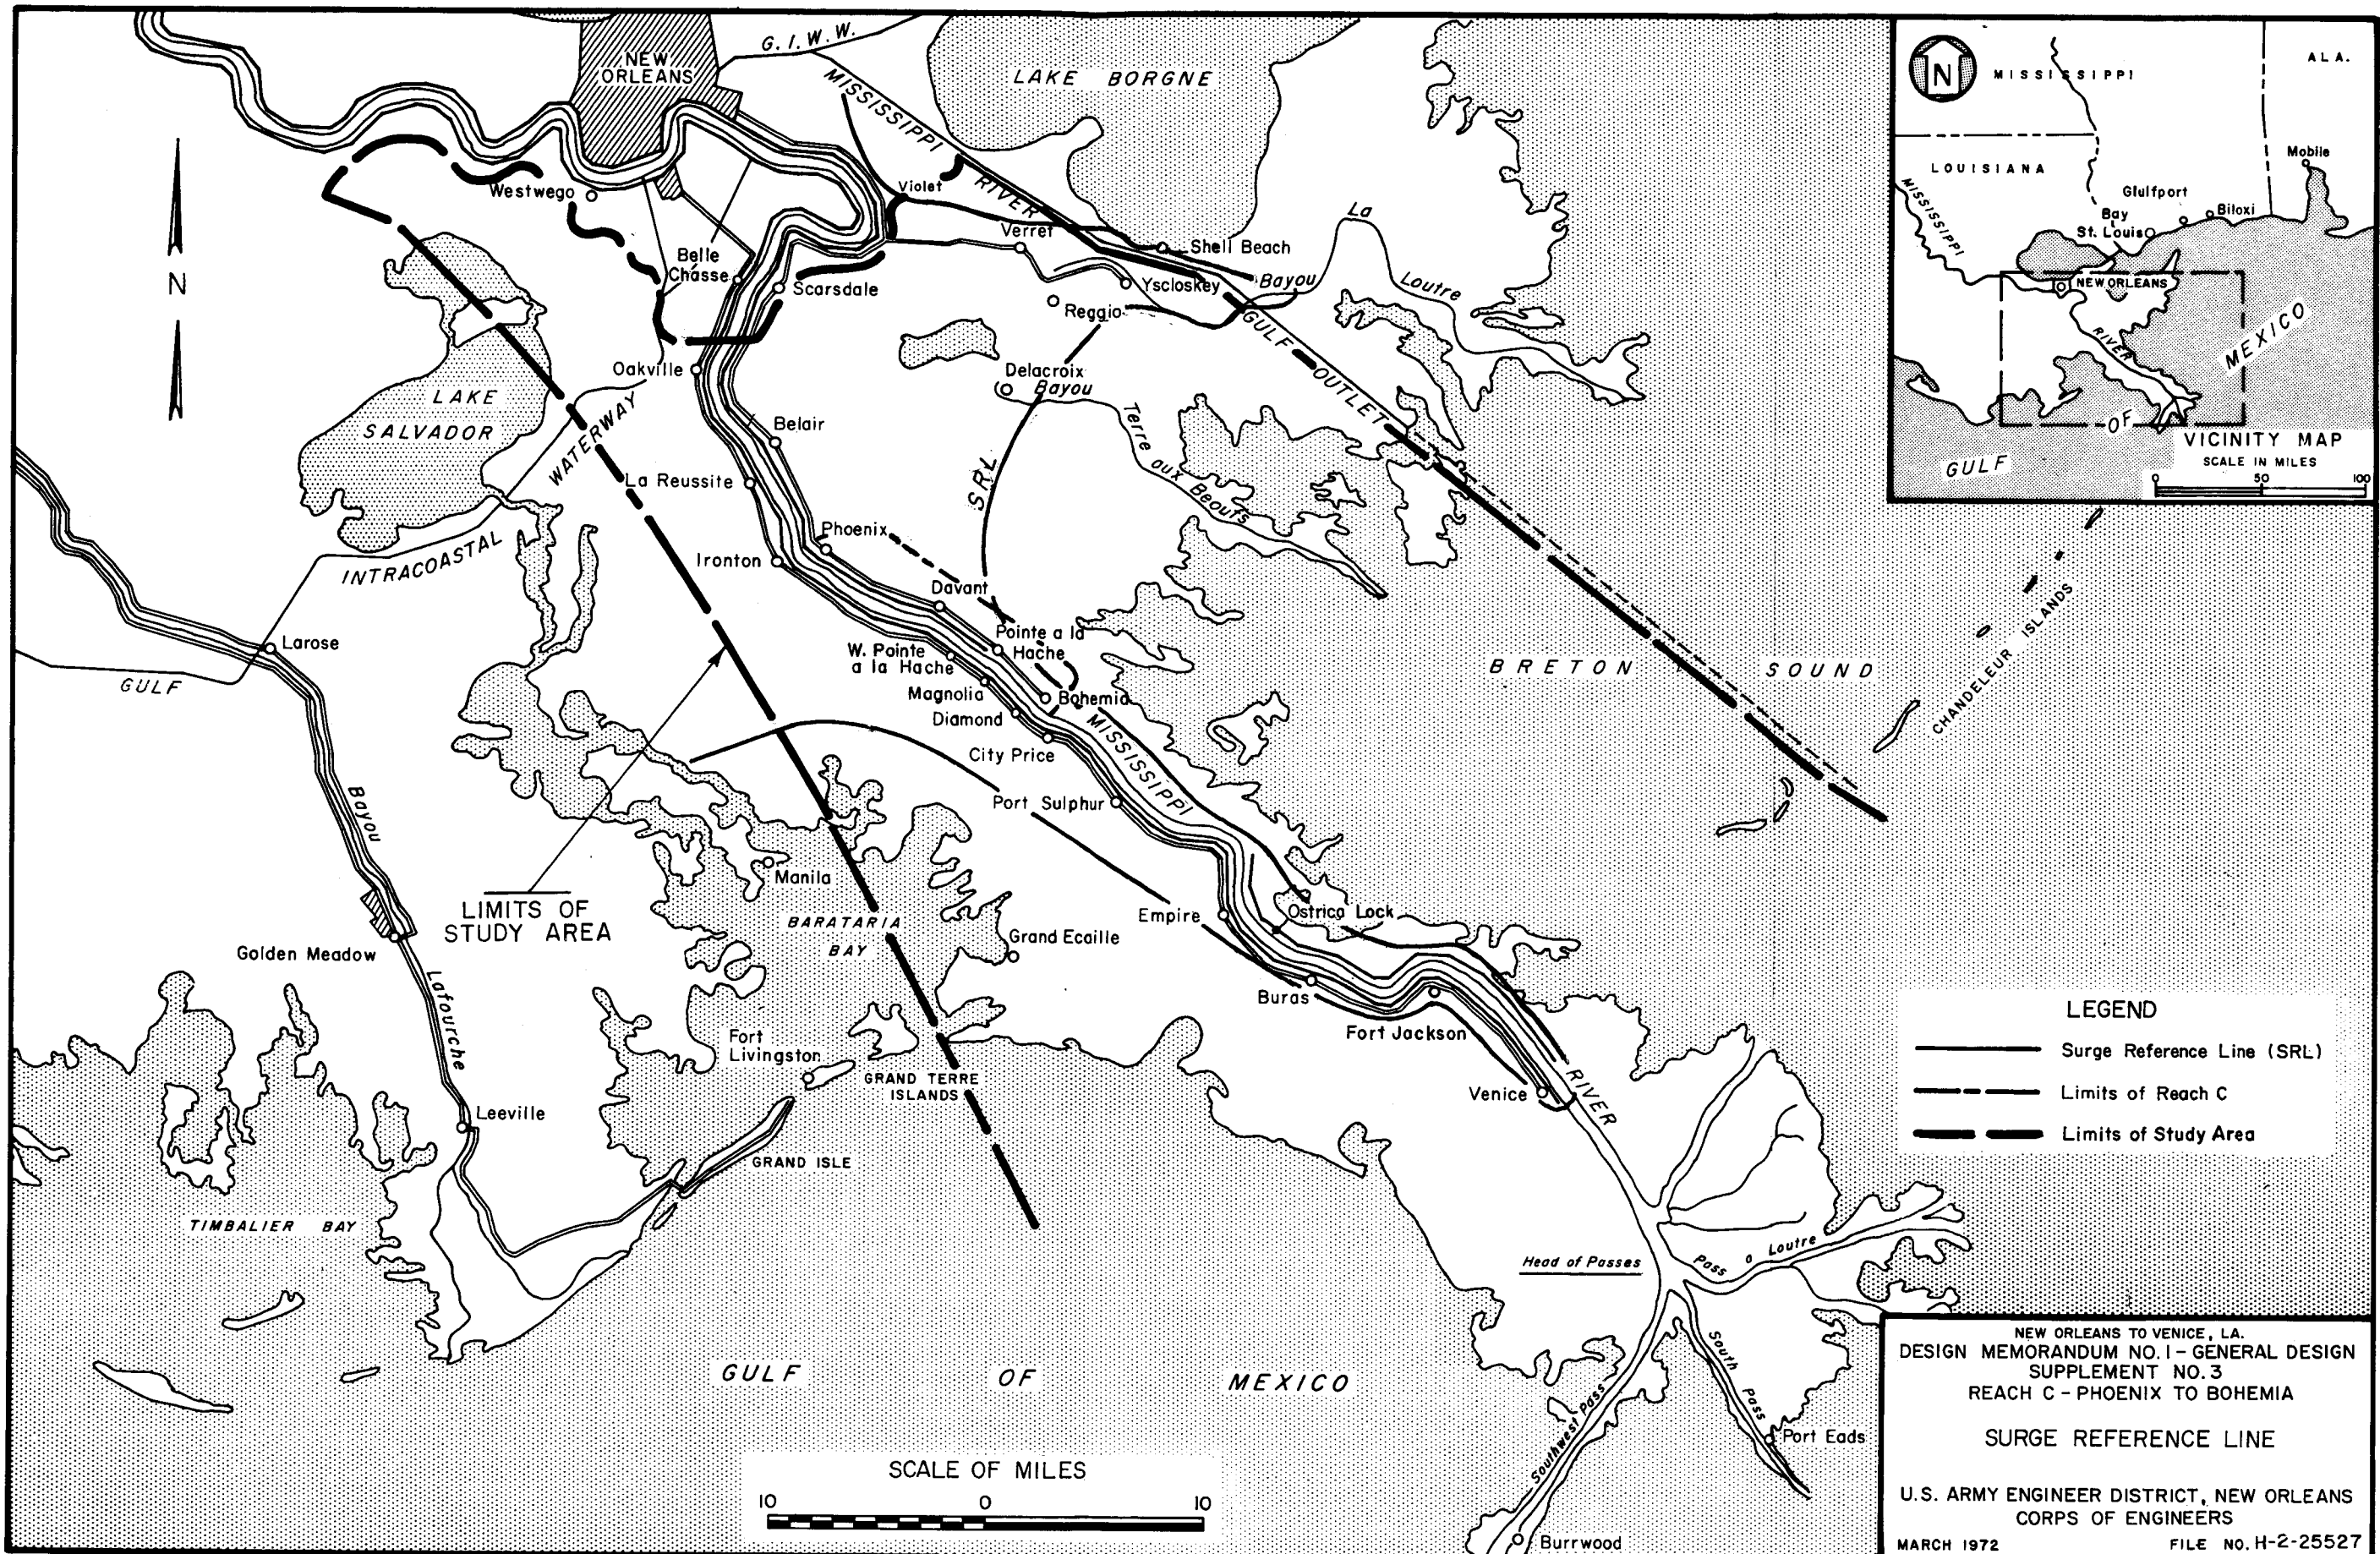 G. I. W. W.
NEW
ORLEANS
LAKE BORGNE
MISSISSIPPI
RIVER
GULF
OUTLET
Westwego
Violet
Verret
Shell Beach
La
Bayou
Loutre
Belle
Chasse
Scarsdale
Yscloskey
Reggio
N
LAKE
SALVADOR
Oakville
WATERWAY
Delacroix
Bayou
Terre
aux Beoufs
Belair
La Reussite
SRL
INTRACOASTAL
GULF
Phoenix
Ironton
Davant
Larose
Pointe a la
Hache
W. Pointe
a la Hache
Magnolia
Bohemia
Diamond
City Price
MISSISSIPPI
BRETON SOUND
CHANDELEUR ISLANDS
Port Sulphur
Bayou
Manila
LIMITS OF
STUDY AREA
BARATARIA
BAY
Empire
Ostrica Lock
Grand Ecaille
Golden Meadow
Lafourche
Buras
Fort Jackson
Fort
Livingston
GRAND TERRE
ISLANDS
Venice
RIVER
Leeville
GRAND ISLE
TIMBALIER BAY
Head of Passes
Pass a Loutre
South
Pass
Southwest Pass
Port Eads
Burrwood
GULF OF MEXICO
SCALE OF MILES
10 0 10
N
MISSISSIPPI
ALA.
LOUISIANA
Mobile
Glulfport
Biloxi
Bay
St. Louis
MISSISSIPPI
NEW ORLEANS
RIVER
MEXICO
OF
GULF
VICINITY MAP
SCALE IN MILES
0 50 100
LEGEND
Surge Reference Line (SRL)
Limits of Reach C
Limits of Study Area
NEW ORLEANS TO VENICE, LA.
DESIGN MEMORANDUM NO. 1 - GENERAL DESIGN
SUPPLEMENT NO. 3
REACH C - PHOENIX TO BOHEMIA
SURGE REFERENCE LINE
U.S. ARMY ENGINEER DISTRICT, NEW ORLEANS
CORPS OF ENGINEERS
MARCH 1972 FILE NO. H-2-25527